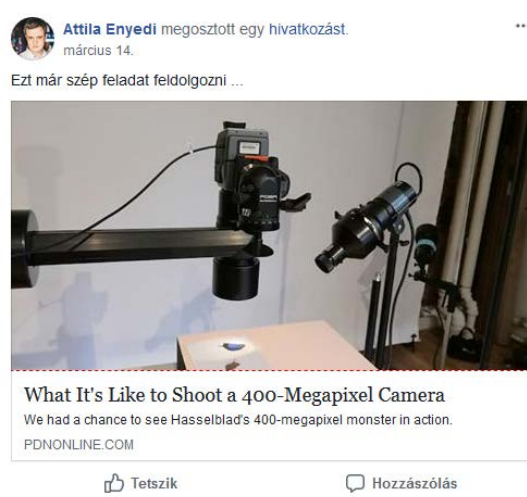 Attila Enyedi megosztott egy hivatkozást.
március 14.
Ezt már szép feladat feldolgozni ...
What It's Like to Shoot a 400-Megapixel Camera
We had a chance to see Hasselblad's 400-megapixel monster in action.
PDNONLINE.COM
Tetszik
Hozzászólás